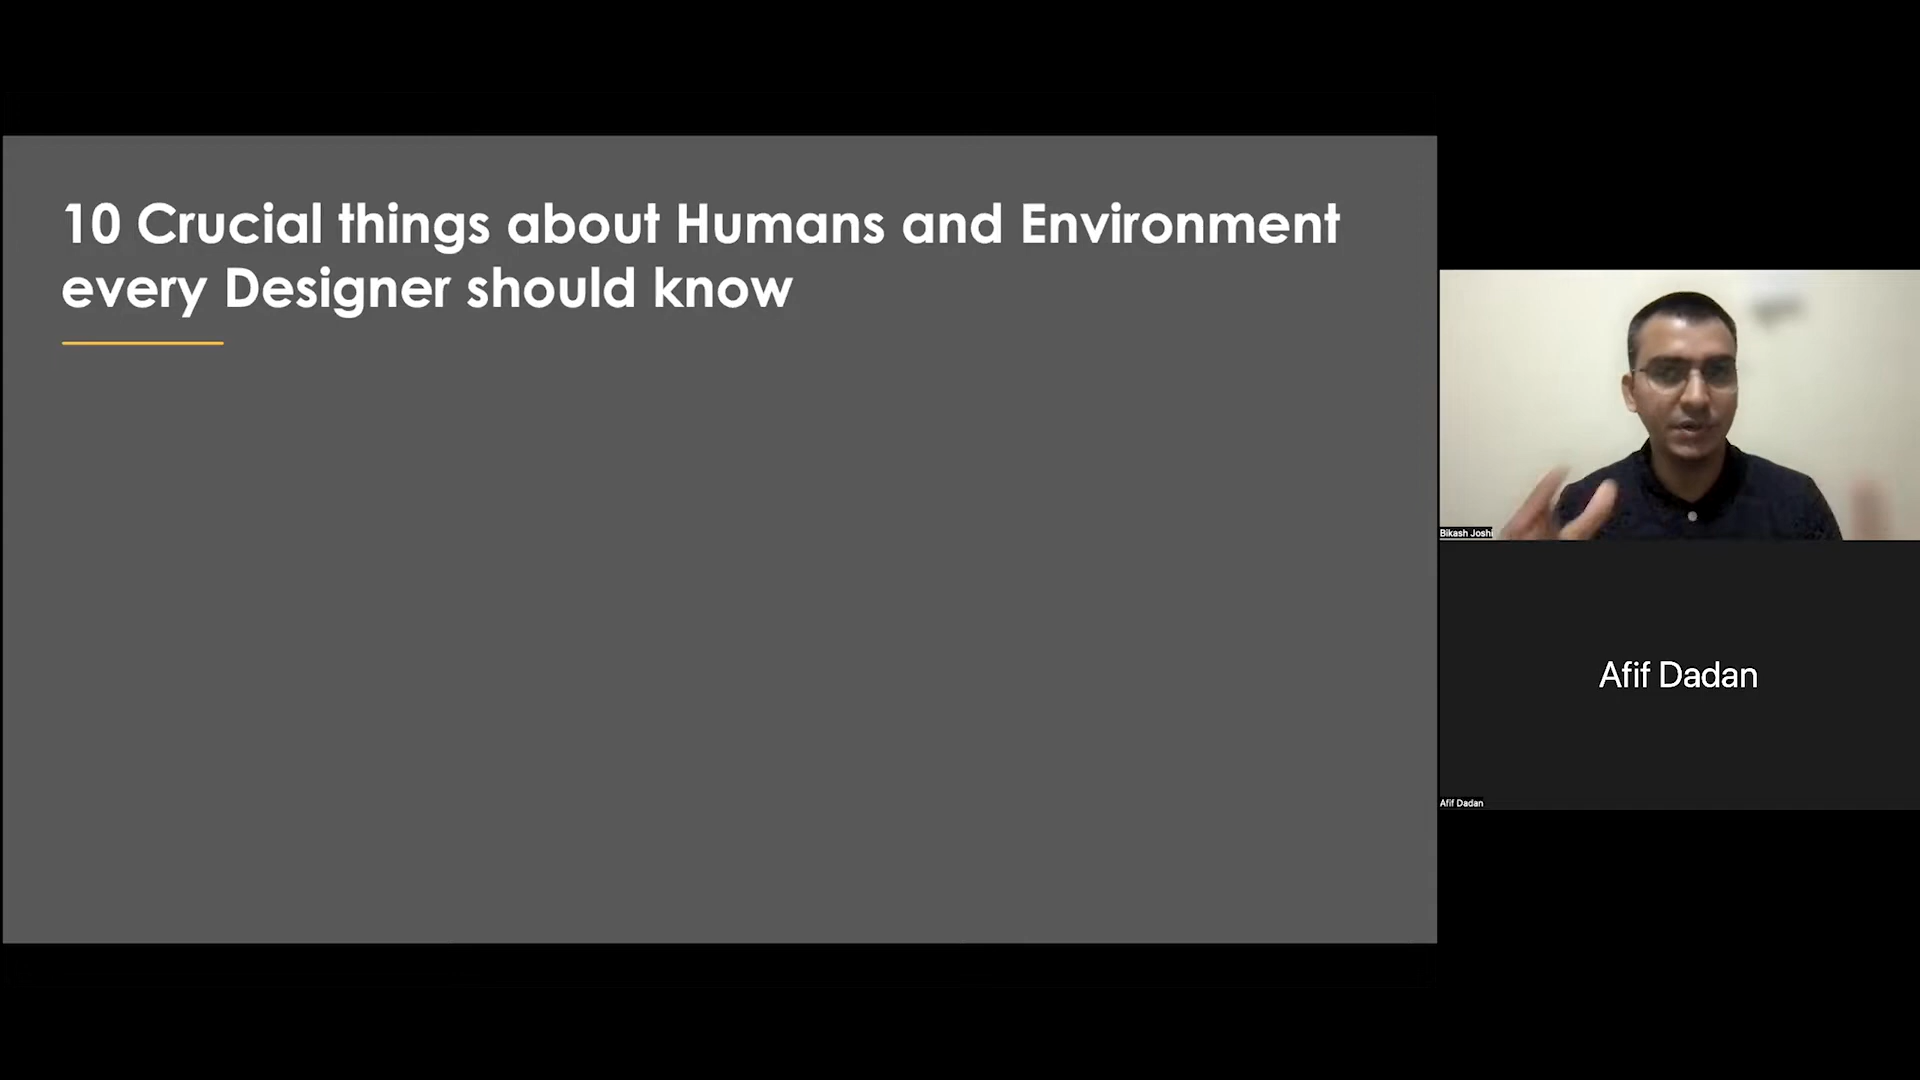 10 Crucial things about Humans and Environment
every Designer should know
Bikash Joshi
Afif Dadan
Afif Dadan